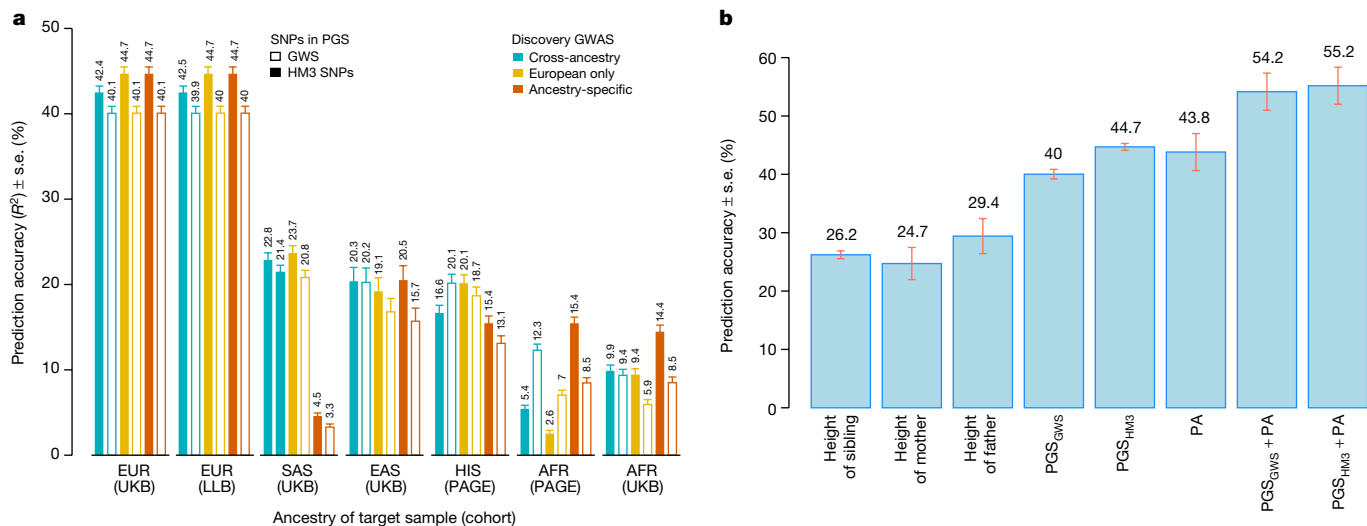 a
50
40
30
20
10
0
Prediction accuracy (R²) ± s.e. (%)
SNPs in PGS
GWS
HM3 SNPs
Discovery GWAS
Cross-ancestry
European only
Ancestry-specific
42.4 40.1 44.7 40.1 44.7 40.1
42.5 39.9 44.7 40 44.7 40
22.8 21.4 23.7 20.8 4.5 3.3
20.3 20.2 19.1 20.5 15.7
16.6 20.1 20.1 18.7 15.4 13.1
5.4 12.3 2.6 7 15.4 8.5
9.9 9.4 9.4 5.9 14.4 8.5
EUR EUR SAS EAS HIS AFR AFR
(UKB) (LLB) (UKB) (UKB) (PAGE) (PAGE) (UKB)
Ancestry of target sample (cohort)
b
60
50
40
30
20
10
0
Prediction accuracy ± s.e. (%)
26.2 24.7 29.4 40 44.7 43.8 54.2 55.2
Height
of sibling
Height
of mother
Height
of father
PGS_GWS
PGS_HM3
PA
PGS_GWS + PA
PGS_HM3 + PA